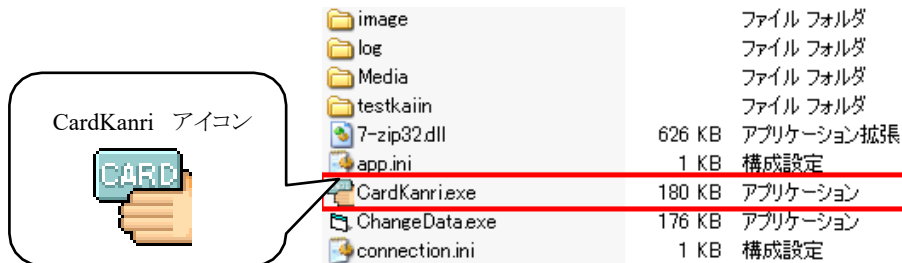 image ファイル フォルダ
log ファイル フォルダ
Media ファイル フォルダ
testkaiin ファイル フォルダ
7-zip32.dll 626 KB アプリケーション拡張
app.ini 1 KB 構成設定
CardKanri.exe 180 KB アプリケーション
ChangeData.exe 176 KB アプリケーション
connection.ini 1 KB 構成設定
CardKanri アイコン
CARD